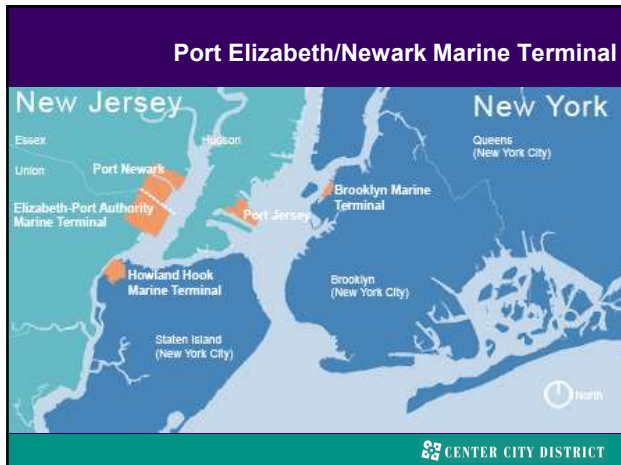 Port Elizabeth/Newark Marine Terminal
New Jersey
New York
Essex
Hudson
Queens
(New York City)
Union
Port Newark
Brooklyn Marine
Terminal
Elizabeth-Port Authority
Marine Terminal
Port Jersey
Howland Hook
Marine Terminal
Brooklyn
(New York City)
Staten Island
(New York City)
North
CENTER CITY DISTRICT